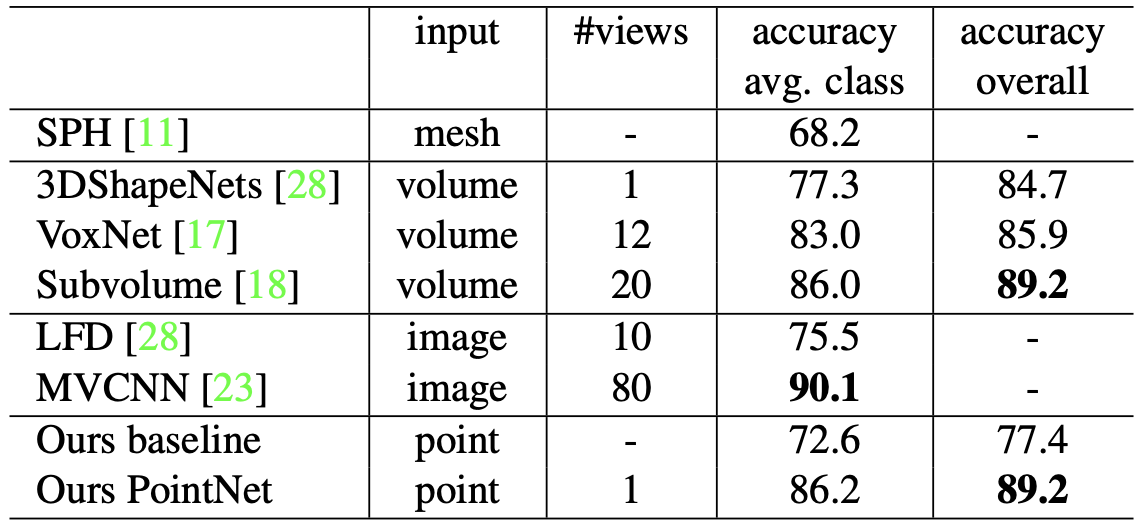 input #views accuracy accuracy
avg. class overall
SPH [11] mesh - 68.2 -
3DShapeNets [28] volume 1 77.3 84.7
VoxNet [17] volume 12 83.0 85.9
Subvolume [18] volume 20 86.0 89.2
LFD [28] image 10 75.5 -
MVCNN [23] image 80 90.1 -
Ours baseline point - 72.6 77.4
Ours PointNet point 1 86.2 89.2